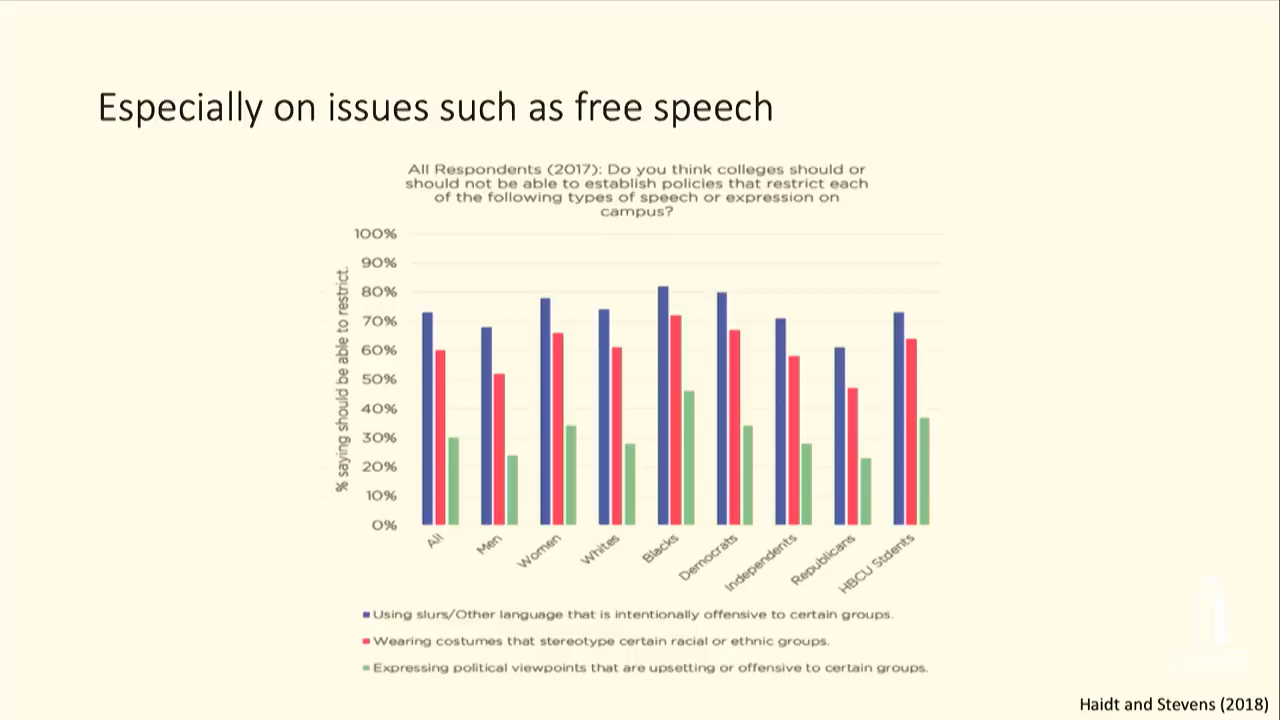 Especially on issues such as free speech
All Respondents (2017): Do you think colleges should or
should not be able to establish policies that restrict each
of the following types of speech or expression on
campus?
% saying should be able to restrict.
100%
90%
80%
70%
60%
50%
40%
30%
20%
10%
0%
All
Men
Women
Whites
Blacks
Democrats
Independents
Republicans
HBCU Stdents
Using slurs/Other language that is intentionally offensive to certain groups.
Wearing costumes that stereotype certain racial or ethnic groups.
Expressing political viewpoints that are upsetting or offensive to certain groups.
Haidt and Stevens (2018)